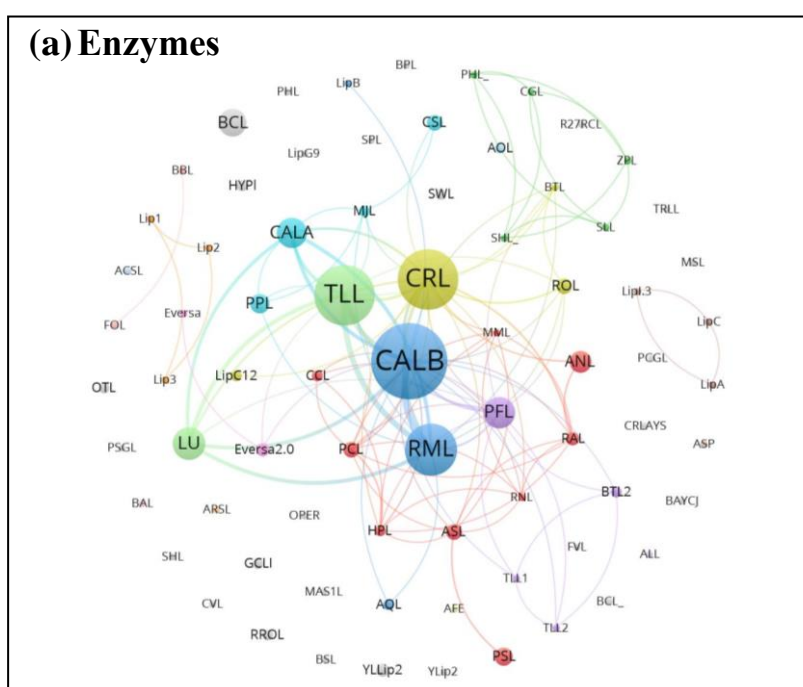 (a) Enzymes
BPL
PHL
LipB
PHL_
CGL
BCL
CSL
R27RCL
SPL
AOL
LipG9
ZPL
BBL
HYPl
SWL
BTL
TRLL
Lip1
MJL
CALA
SLL
SHL_
Lip2
MSL
ACSL
CRL
ROL
LipL3
TLL
PPL
Eversa
LipC
FOL
MML
PCGL
CALB
ANL
OTL
Lip3
LipC12
CCL
LipA
PFL
CRLAYS
LU
Eversa2.0
PCL
RML
RAL
ASP
PSGL
BTL2
BAL
ARSL
OPER
RNL
BAYCJ
HPL
ASL
FVL
SHL
GCLI
ALL
TLL1
MAS1L
CVL
AQL
AFE
BCL_
RROL
TLL2
BSL
YLLip2
YLip2
PSL